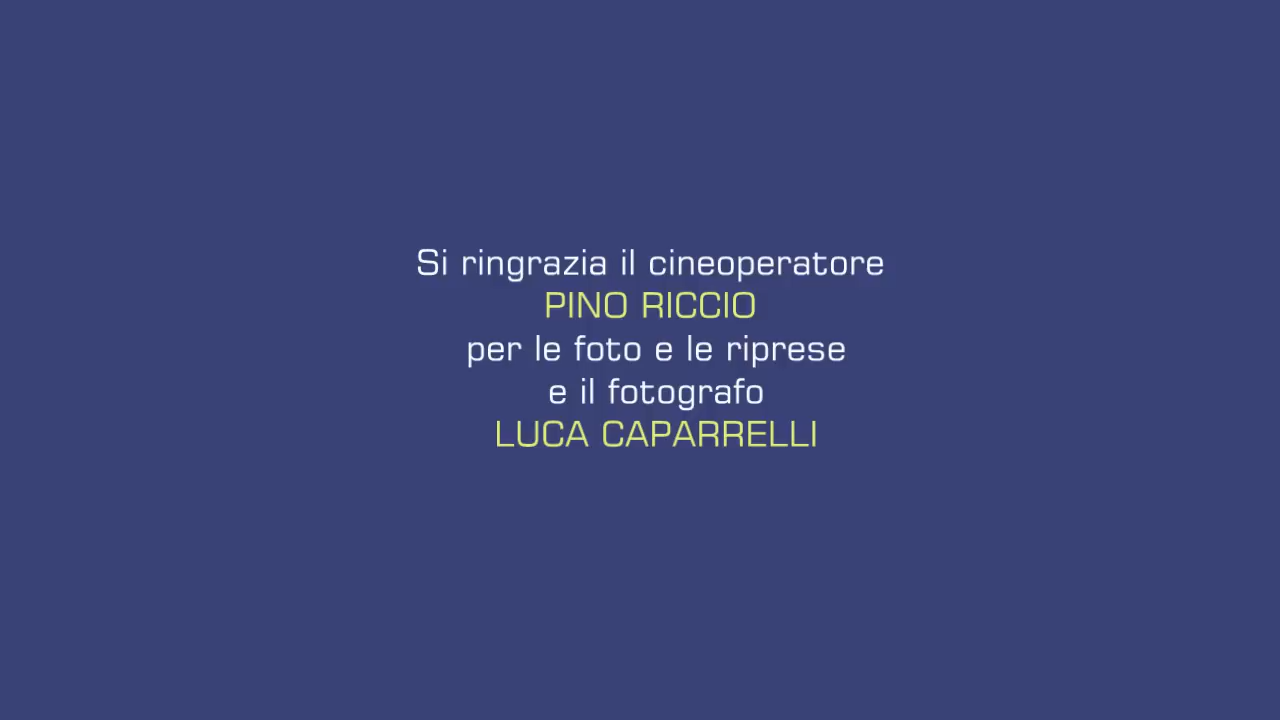 Si ringrazia il cineoperatore
PINO RICCIO
per le foto e le riprese
e il fotografo
LUCA CAPARRELLI